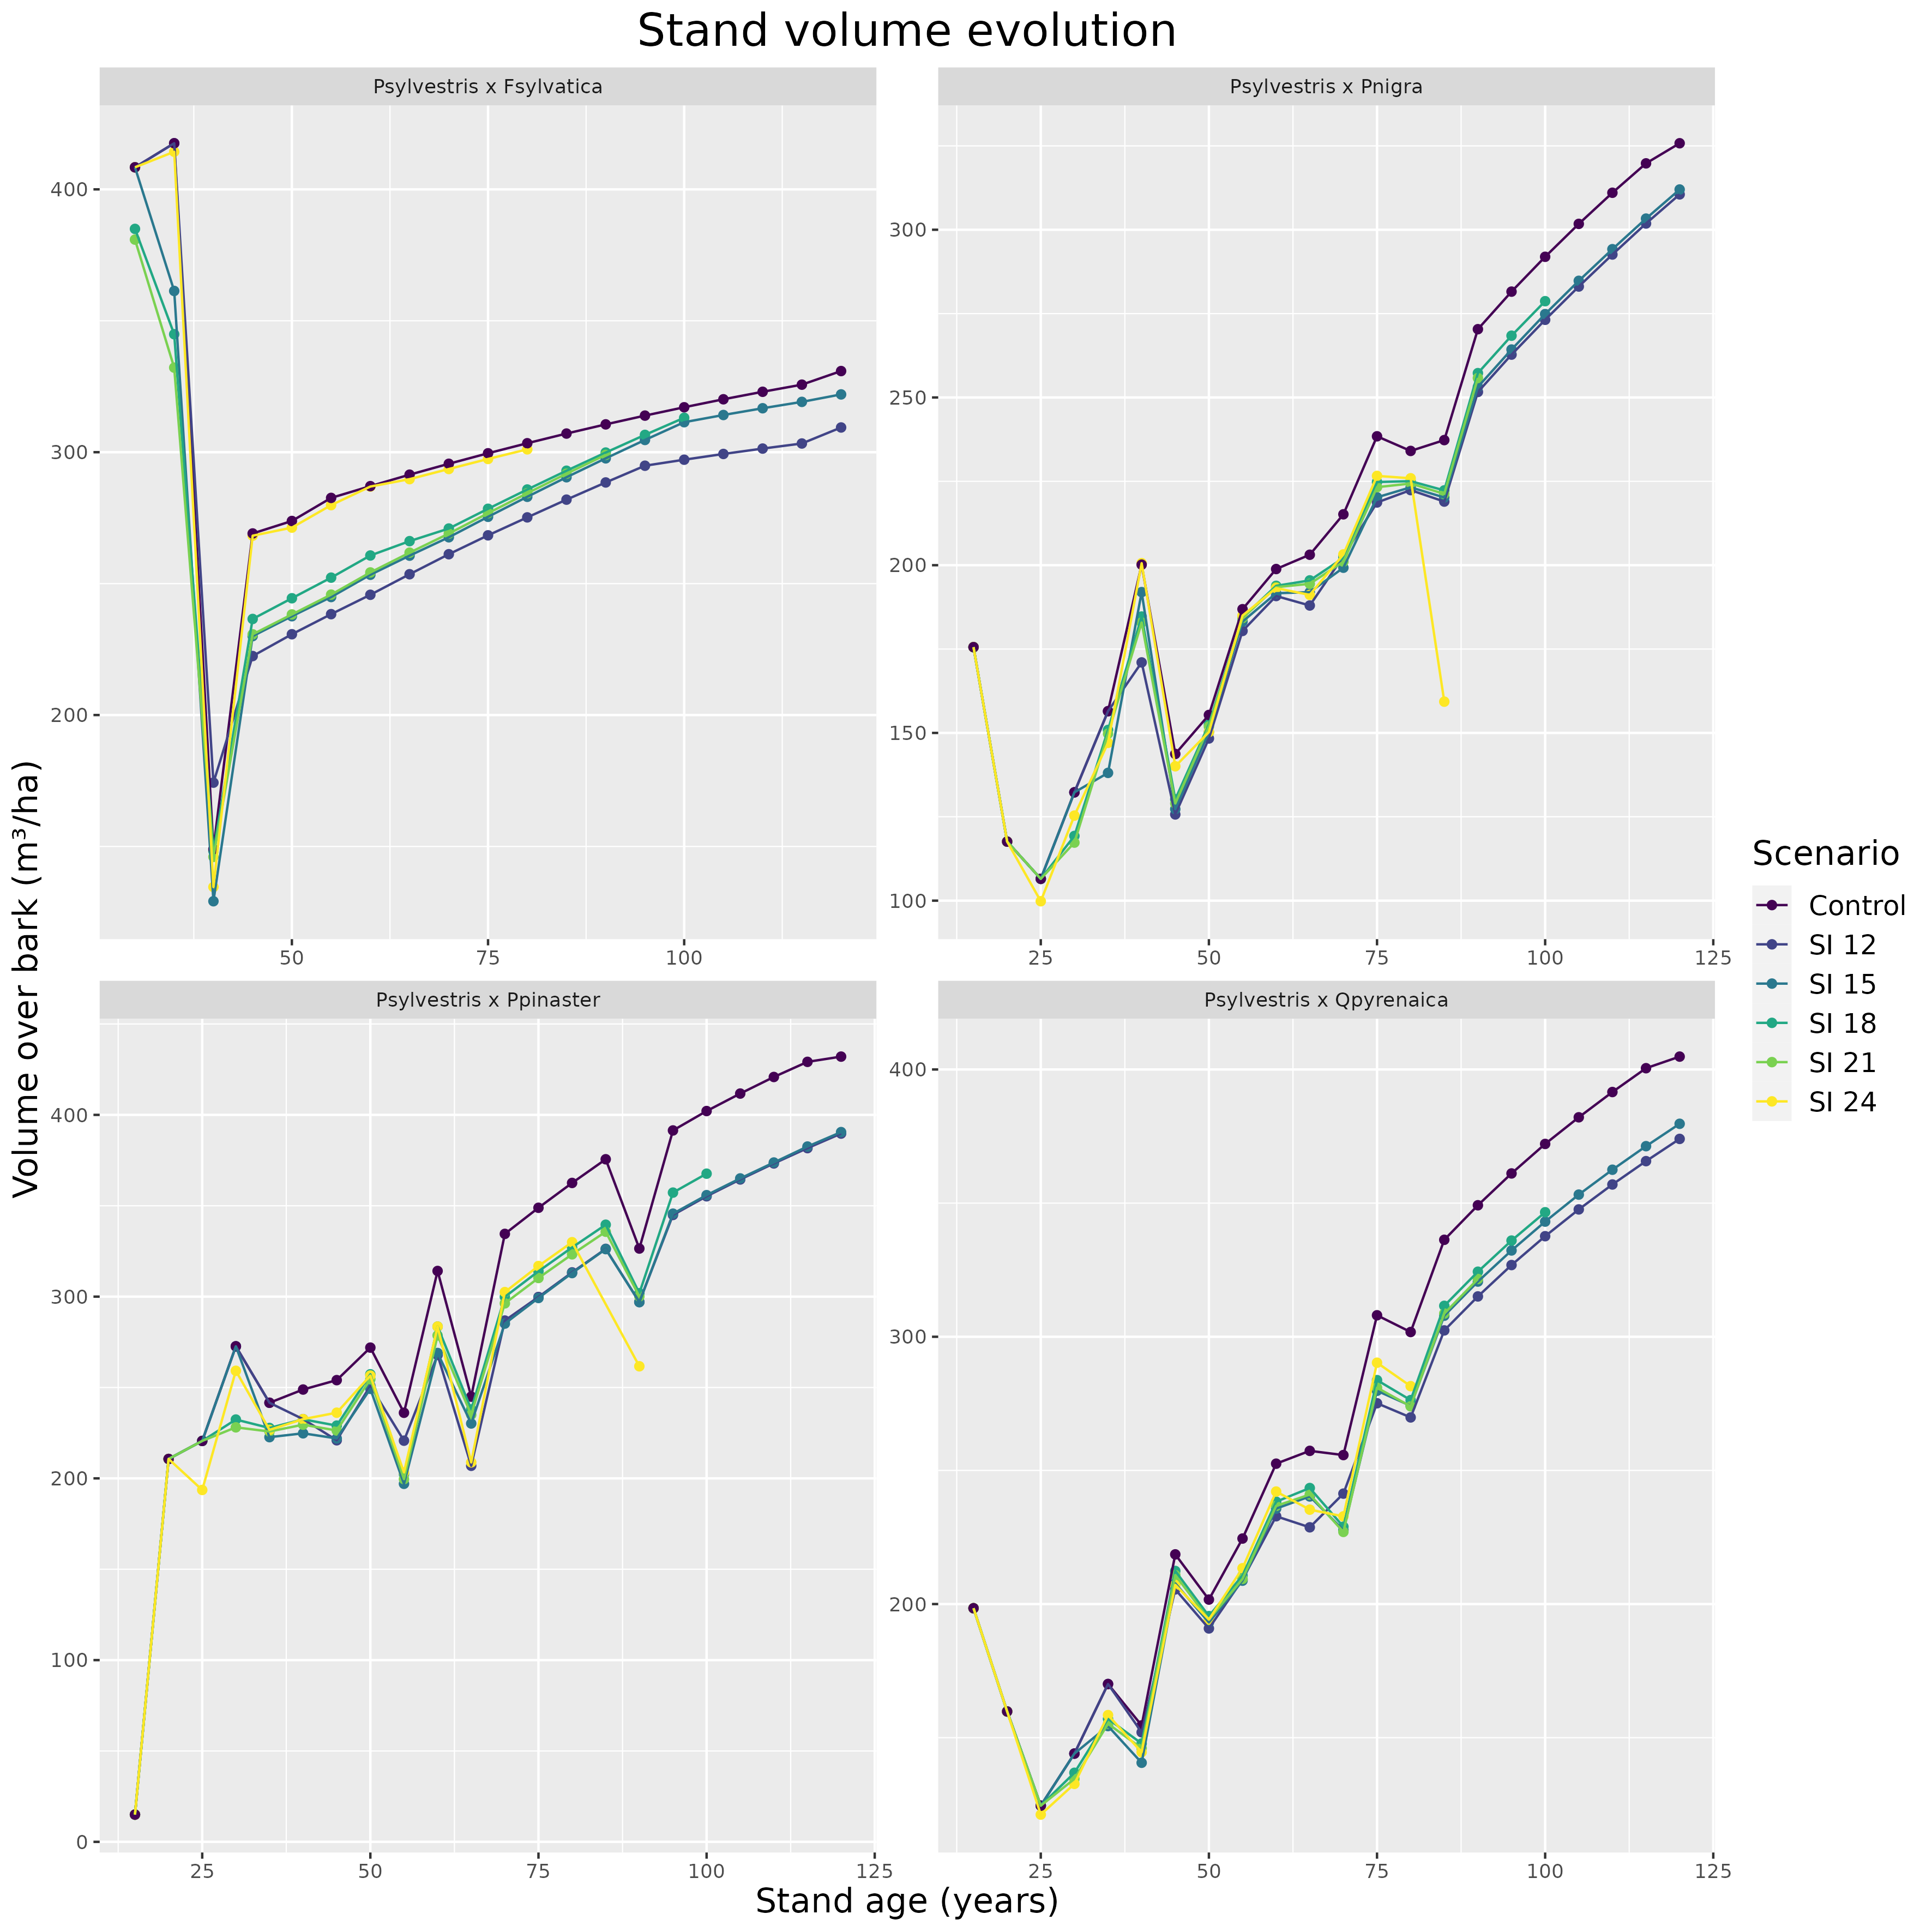 Stand volume evolution
Psylvestris x Fsylvatica
Psylvestris x Pnigra
400
300
200
50
75
100
300
250
200
150
100
25
50
75
100
125
Volume over bark (m³/ha)
Psylvestris x Ppinaster
Psylvestris x Qpyrenaica
400
300
200
100
0
25
50
75
100
125
400
300
200
25
50
75
100
125
Stand age (years)
Scenario
Control
SI 12
SI 15
SI 18
SI 21
SI 24